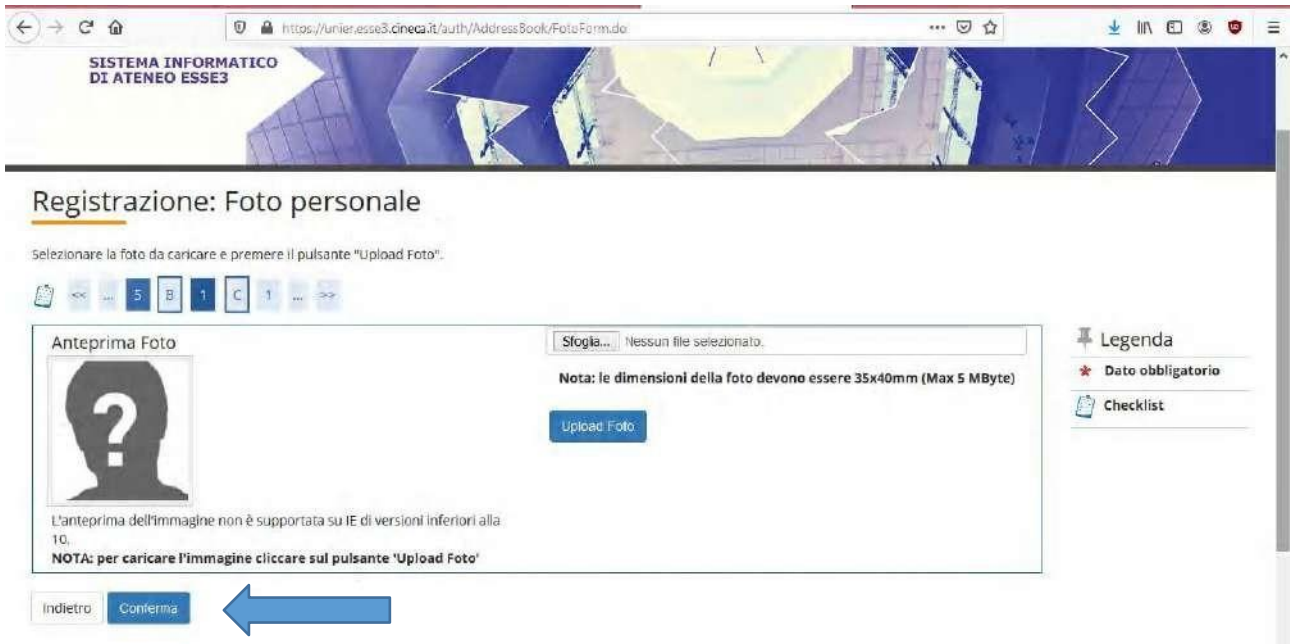 https://unier.esse3.cineca.it/auth/AddressBook/FotoForm.do
SISTEMA INFORMATICO
DI ATENEO ESSE3
Registrazione: Foto personale
Selezionare la foto da caricare e premere il pulsante "Upload Foto".
<< ... 5 B 1 C 1 ... >>
Anteprima Foto
Sfoglia... Nessun file selezionato.
Nota: le dimensioni della foto devono essere 35x40mm (Max 5 MByte)
Upload Foto
?
L'anteprima dell'immagine non è supportata su IE di versioni inferiori alla
10.
NOTA: per caricare l'immagine cliccare sul pulsante 'Upload Foto'
Legenda
* Dato obbligatorio
Checklist
Indietro Conferma